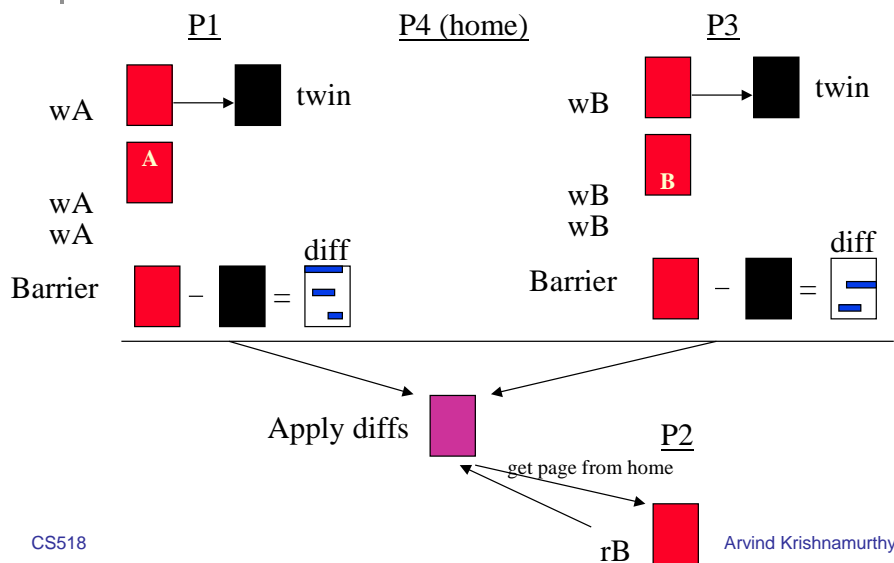 P1 P4 (home) P3
wA twin wB twin
A B
wA wB
wA wB
diff diff
Barrier – = Barrier – =
Apply diffs P2
get page from home
rB
CS518 Arvind Krishnamurthy